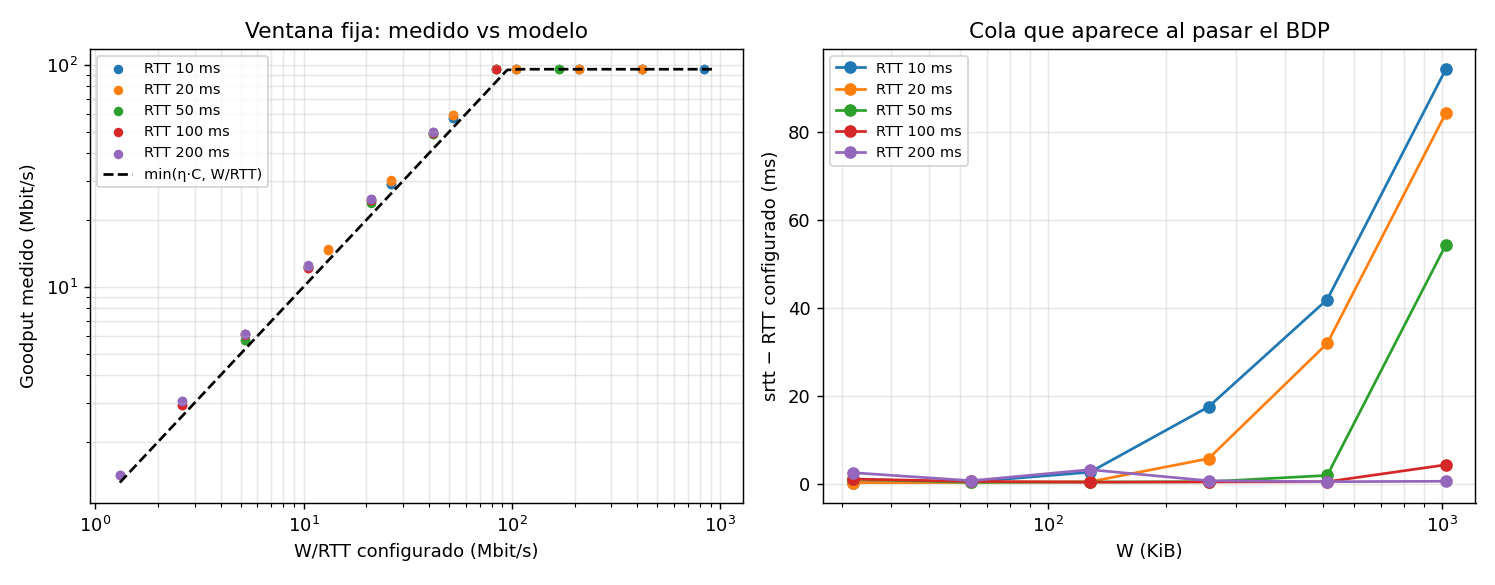 Ventana fija: medido vs modelo
RTT 10 ms
RTT 20 ms
RTT 50 ms
RTT 100 ms
RTT 200 ms
min(η·C, W/RTT)
Goodput medido (Mbit/s)
10²
10¹
10⁰ 10¹ 10² 10³
W/RTT configurado (Mbit/s)
Cola que aparece al pasar el BDP
RTT 10 ms
RTT 20 ms
RTT 50 ms
RTT 100 ms
RTT 200 ms
srtt − RTT configurado (ms)
80
60
40
20
0
10² 10³
W (KiB)